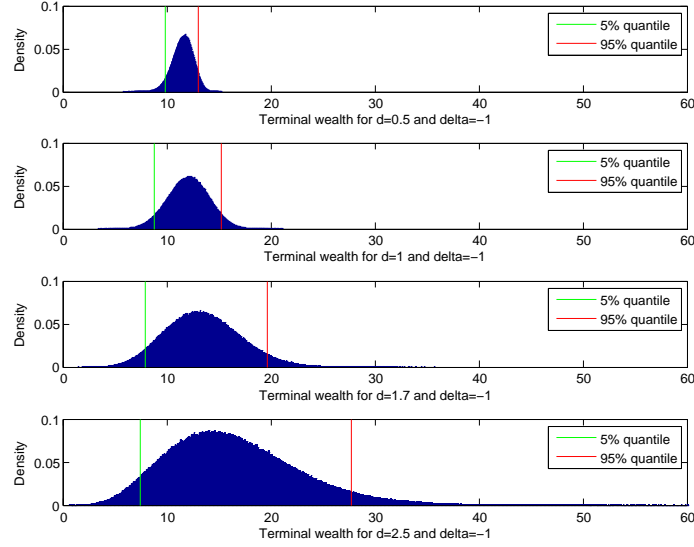 0.1
5% quantile
95% quantile
0.05
Density
0
0 10 20 30 40 50 60
Terminal wealth for d=0.5 and delta=−1
0.1
5% quantile
95% quantile
0.05
Density
0
0 10 20 30 40 50 60
Terminal wealth for d=1 and delta=−1
0.1
5% quantile
95% quantile
0.05
Density
0
0 10 20 30 40 50 60
Terminal wealth for d=1.7 and delta=−1
0.1
5% quantile
95% quantile
0.05
Density
0
0 10 20 30 40 50 60
Terminal wealth for d=2.5 and delta=−1